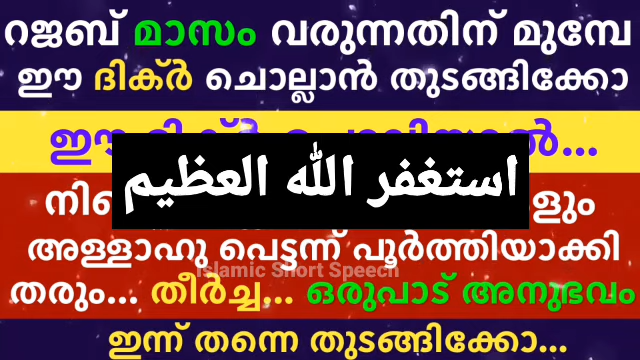 റജബ് മാസം വരുന്നതിന് മുമ്പേ
ഈ ദിക്ർ ചൊല്ലാൻ തുടങ്ങിക്കോ
ഈ ദിക്ർ
استغفر الله العظيم
അള്ളാഹു പെട്ടന്ന് പൂർത്തിയാക്കി
Islamic Short Speech
തരും... തീർച്ച... ഒരുപാട് അനുഭവം
ഇന്ന് തന്നെ തുടങ്ങിക്കോ...